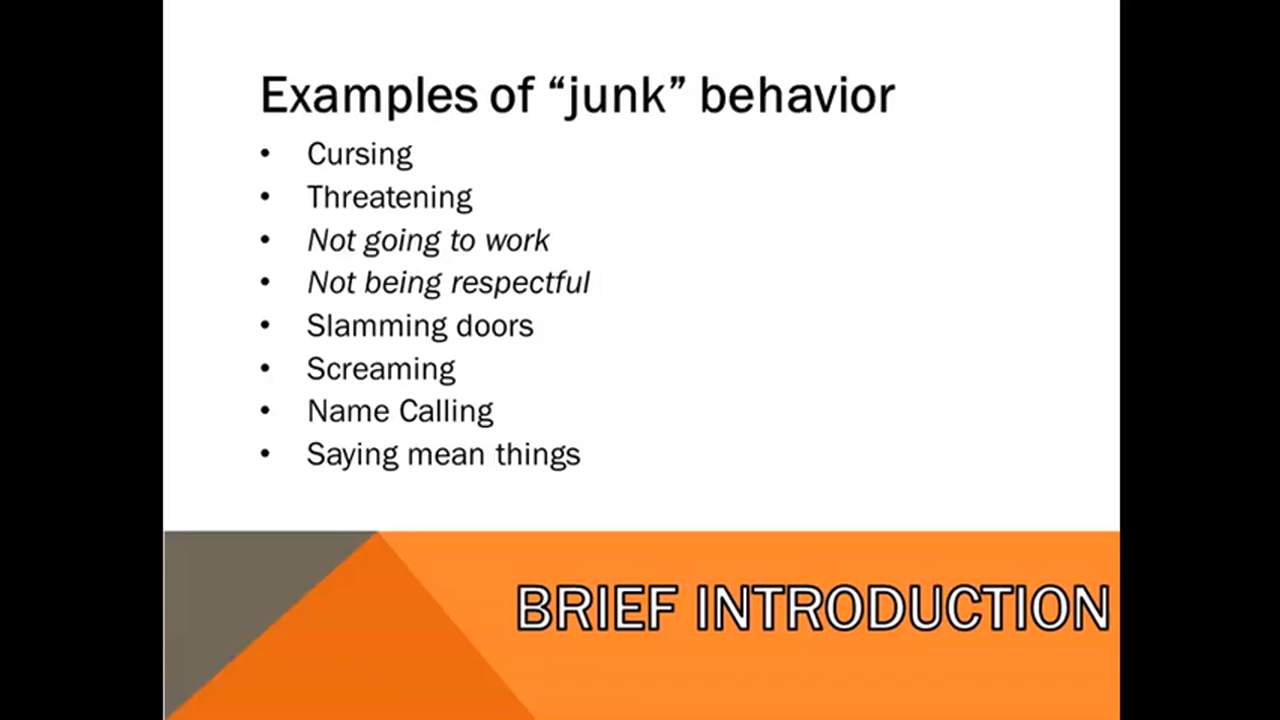 Examples of “junk” behavior
• Cursing
• Threatening
• Not going to work
• Not being respectful
• Slamming doors
• Screaming
• Name Calling
• Saying mean things
BRIEF INTRODUCTION